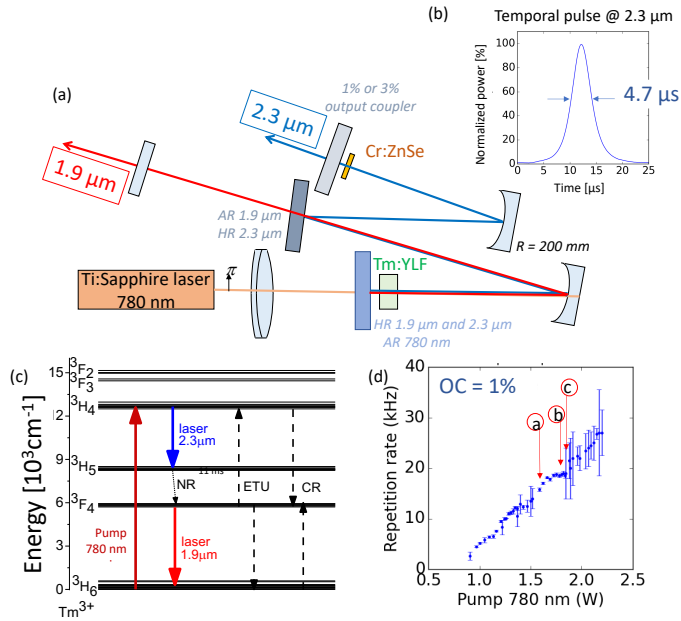 (b)
Temporal pulse @ 2.3 µm
Normalized power [%]
100
80
60
40
20
0
0
5
10
15
20
25
Time [µs]
4.7 µs
(a)
1% or 3%
output coupler
2.3 µm
Cr:ZnSe
1.9 µm
AR 1.9 µm
HR 2.3 µm
R = 200 mm
Tm:YLF
Ti:Sapphire laser
780 nm
π
HR 1.9 µm and 2.3 µm
AR 780 nm
(c)
Energy [10³cm⁻¹]
15
12
9
6
3
0
³F₂
³F₃
³H₄
³H₅
³F₄
³H₆
Tm³⁺
laser
2.3µm
NR
ETU
CR
Pump
780 nm
laser
1.9µm
(d)
OC = 1%
Repetition rate (kHz)
40
30
20
10
0
a
b
c
0.5
1.0
1.5
2.0
2.5
Pump 780 nm (W)